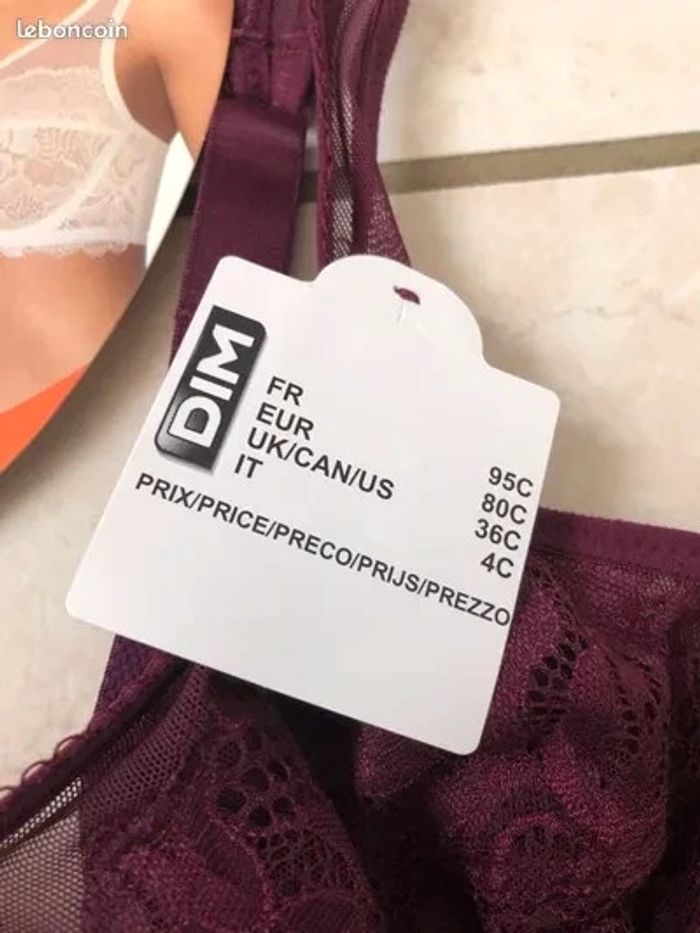 leboncoin
DIM
FR 95C
EUR 80C
UK/CAN/US 36C
IT 4C
PRIX/PRICE/PRECO/PRIJS/PREZZO